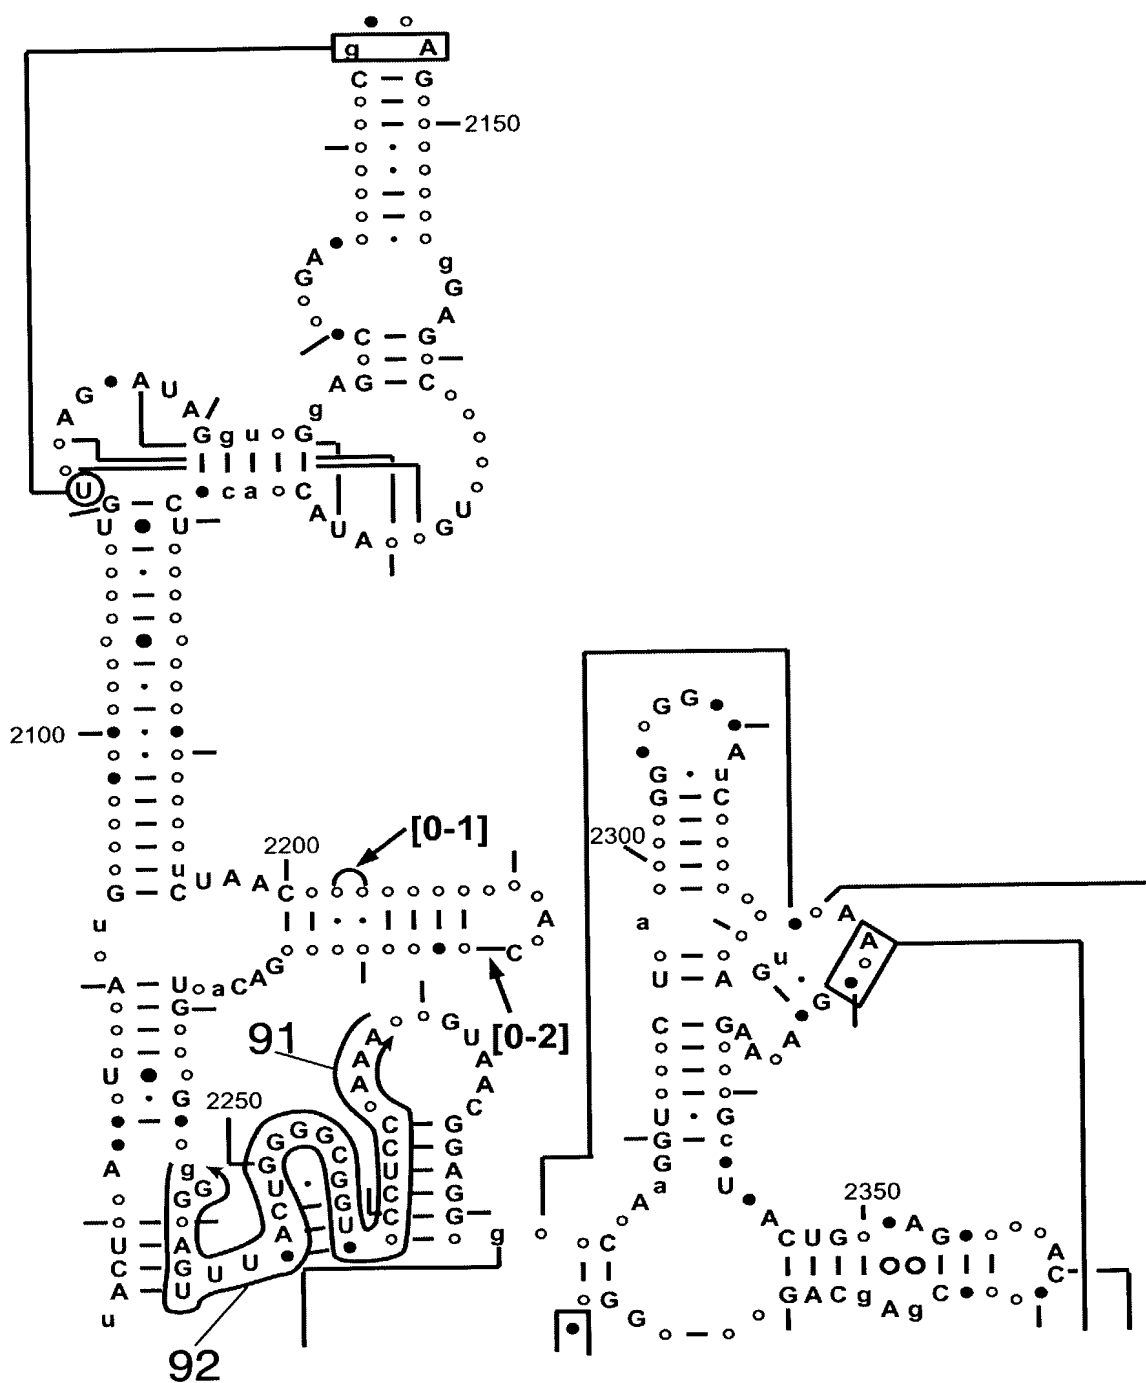 g A
C G
2150
A g
G G
A
C G
A A G C
G U
A A g
G g u G
U c a C
G C A U
U U U A G
G G
2100
A
G u
G C
2300
[0-1]
2200
u
G C U A A C
u a A A
A C
G U A
u G
A U a C A G
G U A G
C G A
A G U [0-2] A A
91 A A
U A A
G C
2250 C G
G G G C G
A g G G U A G c
G G C G C G G
U G C G a U
C G A 2350
U A A U U C g C A C U G A G A
C G U U C C
A U G G A C g A g C
u G
92